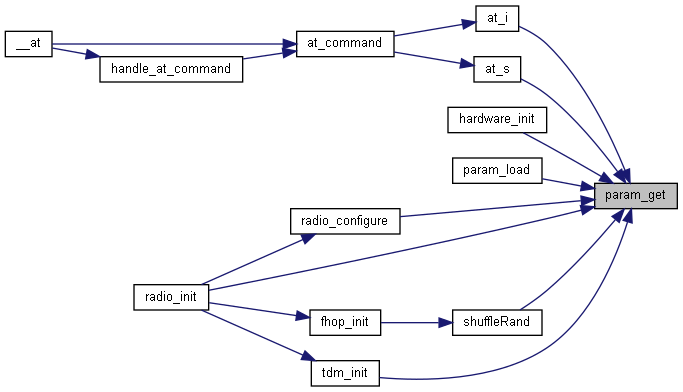 at_i
__at
at_command
handle_at_command
at_s
hardware_init
param_load
param_get
radio_configure
radio_init
fhop_init
shuffleRand
tdm_init